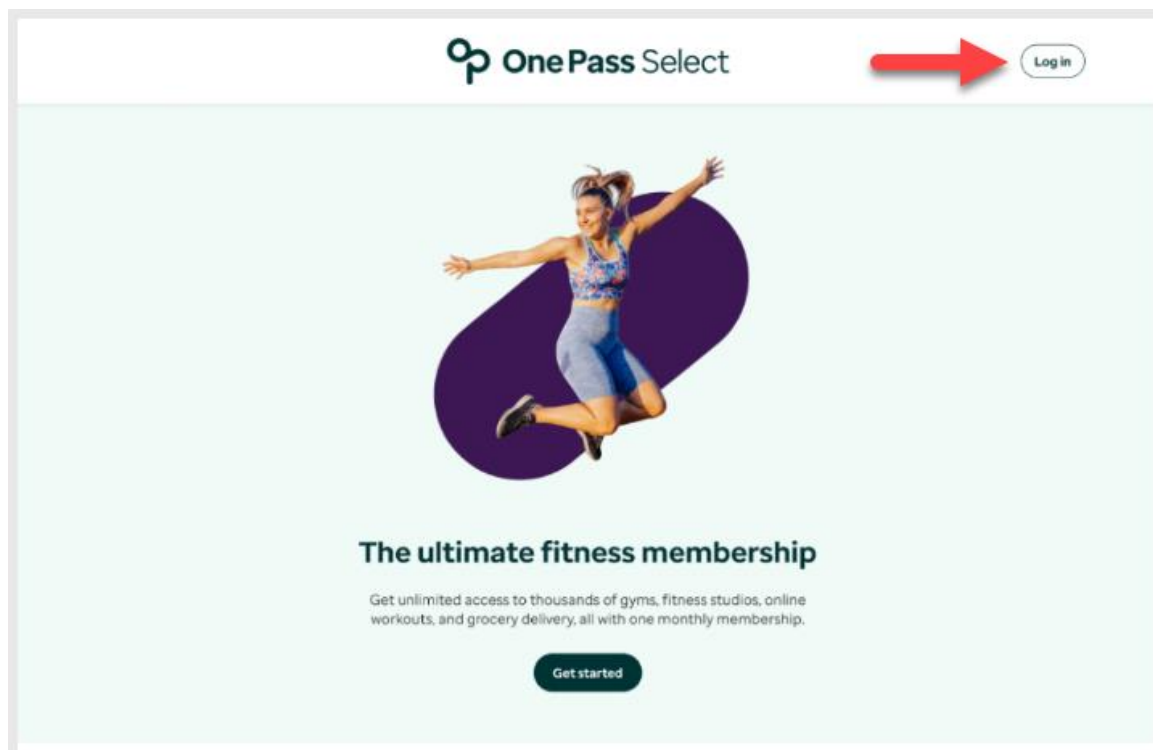 One Pass Select
Log in
The ultimate fitness membership
Get unlimited access to thousands of gyms, fitness studios, online
workouts, and grocery delivery, all with one monthly membership.
Get started